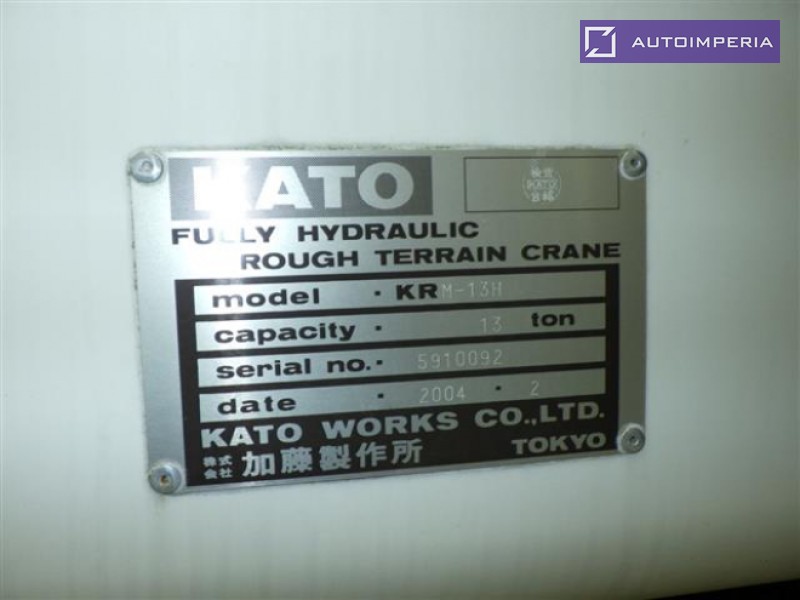 AUTOIMPERIA
KATO
FULLY HYDRAULIC
ROUGH TERRAIN CRANE
model · KRM-13H
capacity · 13 ton
serial no. · 5910092
date · 2004 · 2
KATO WORKS CO.,LTD.
株式会社 加藤製作所 TOKYO